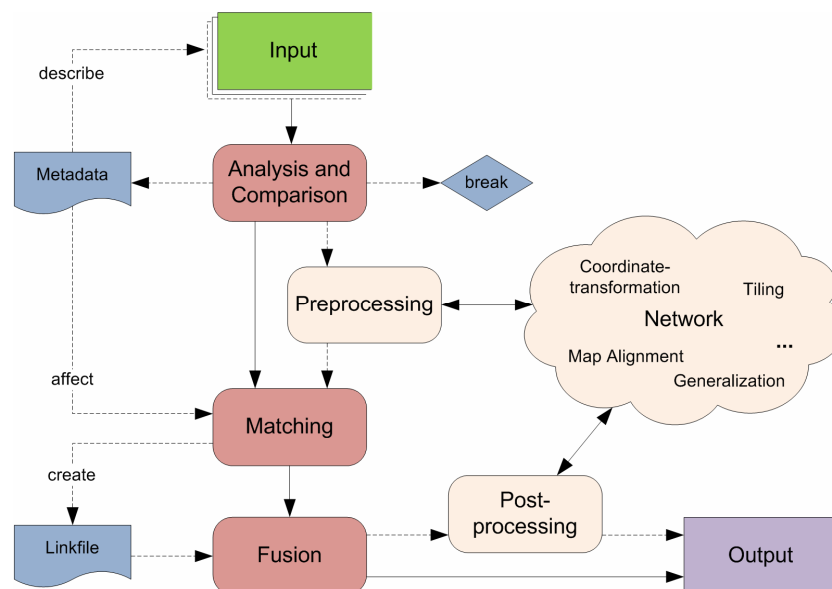 Input
describe
Analysis and
Comparison
Metadata
break
Preprocessing
Coordinate-
transformation
Tiling
Network
...
Map Alignment
Generalization
affect
Matching
create
Post-
processing
Linkfile
Fusion
Output